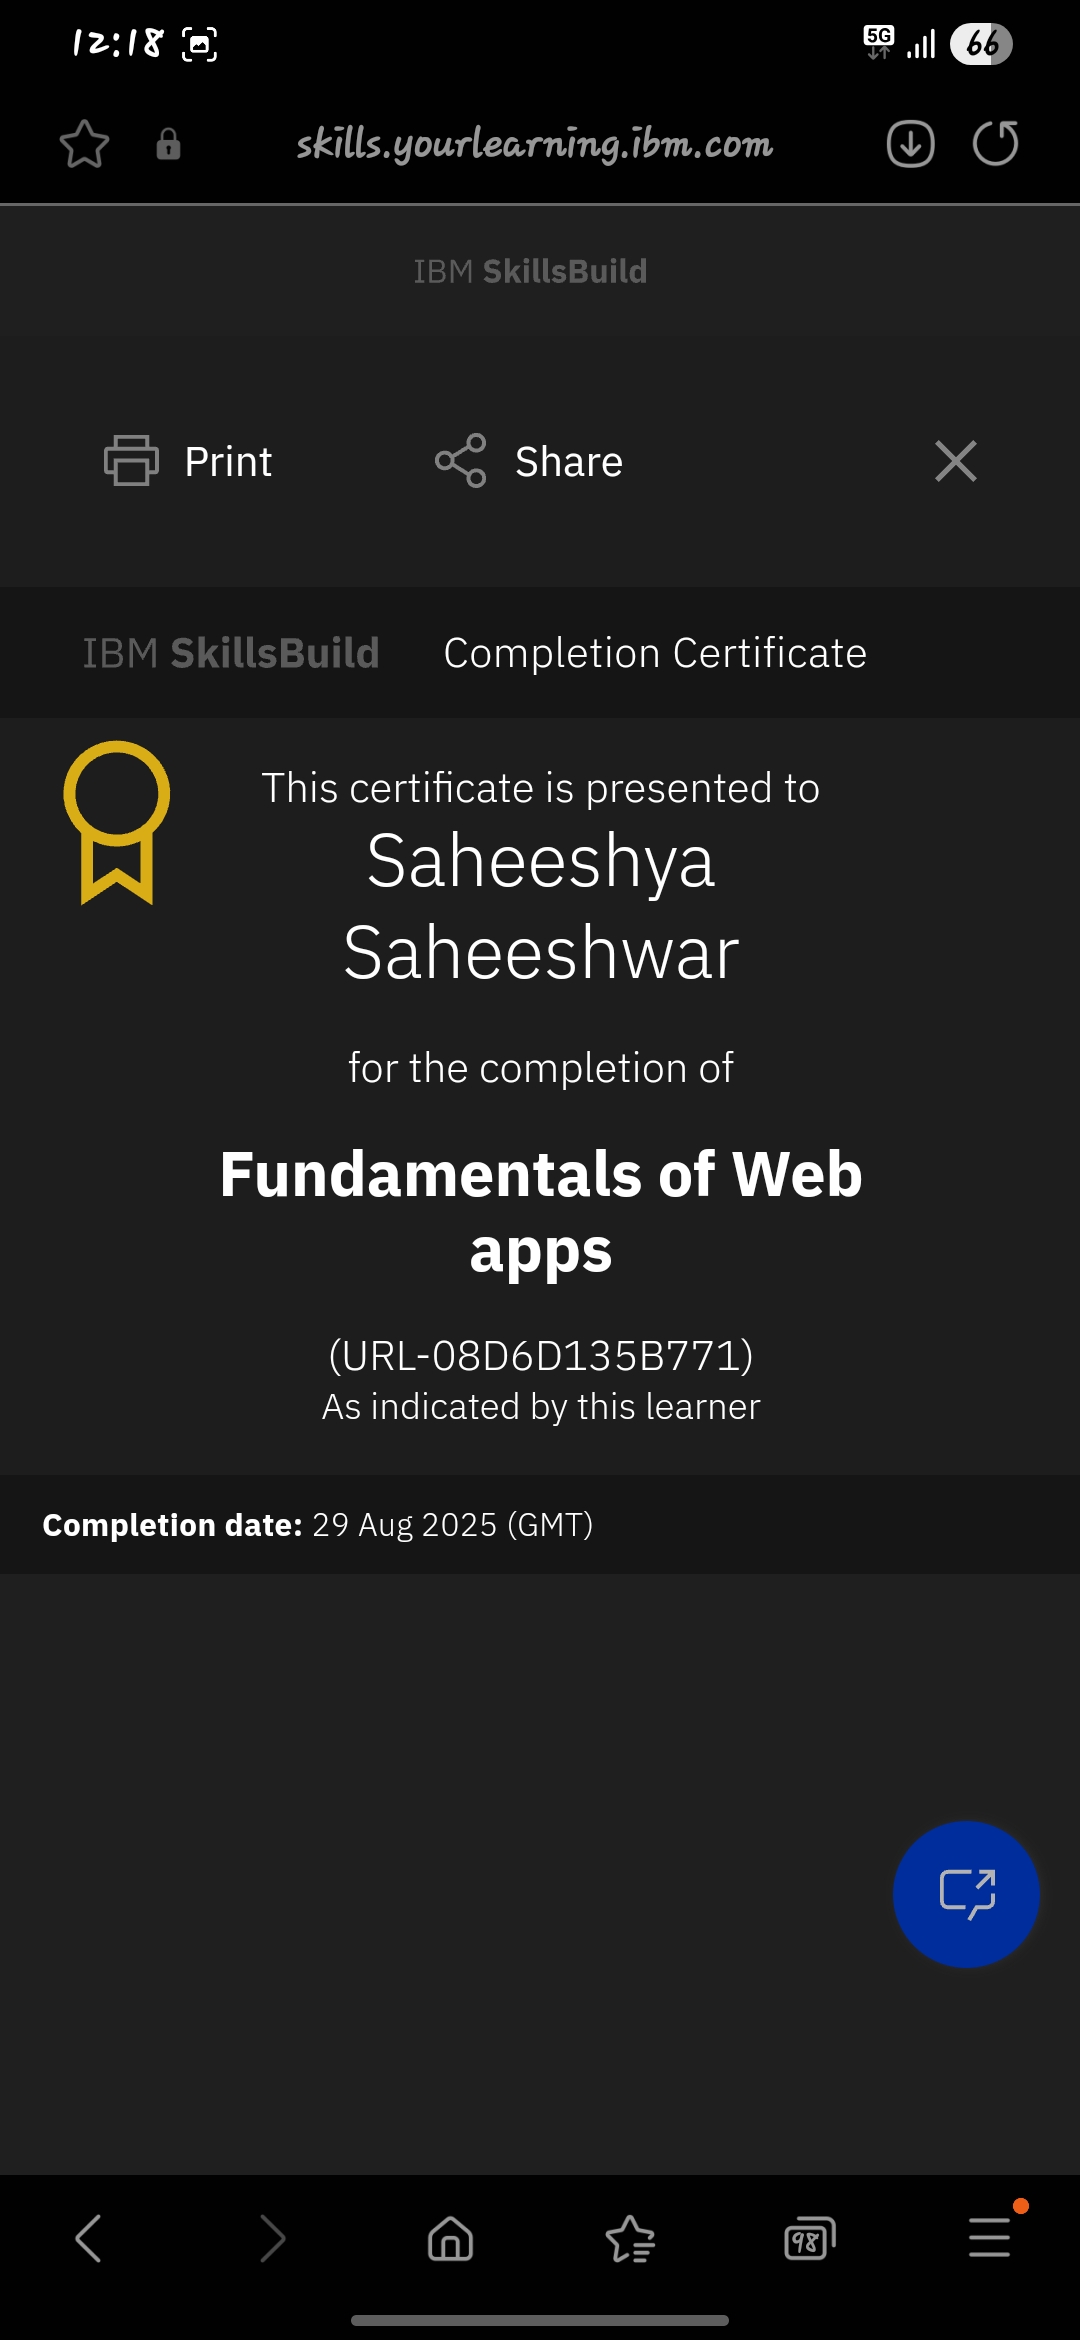 12:18 5G 66
skills.yourlearning.ibm.com
IBM SkillsBuild
Print Share
IBM SkillsBuild Completion Certificate
This certificate is presented to
Saheeshya
Saheeshwar
for the completion of
Fundamentals of Web
apps
(URL-08D6D135B771)
As indicated by this learner
Completion date: 29 Aug 2025 (GMT)
98